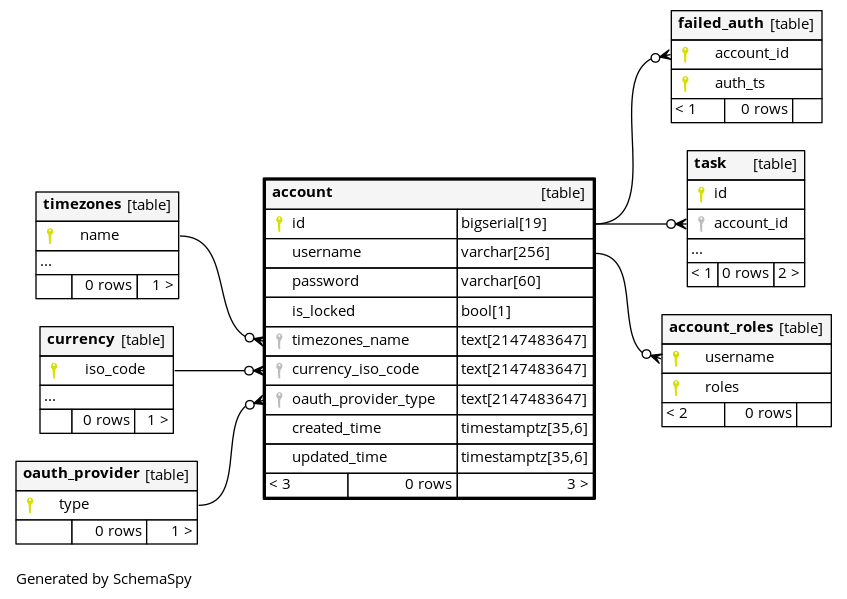 failed_auth [table]
account_id
auth_ts
< 1 0 rows
task [table]
id
account_id
...
< 1 0 rows 2 >
account [table]
id bigserial[19]
username varchar[256]
password varchar[60]
is_locked bool[1]
timezones_name text[2147483647]
currency_iso_code text[2147483647]
oauth_provider_type text[2147483647]
created_time timestamptz[35,6]
updated_time timestamptz[35,6]
< 3 0 rows 3 >
timezones [table]
name
...
0 rows 1 >
currency [table]
iso_code
...
0 rows 1 >
account_roles [table]
username
roles
< 2 0 rows
oauth_provider [table]
type
0 rows 1 >
Generated by SchemaSpy